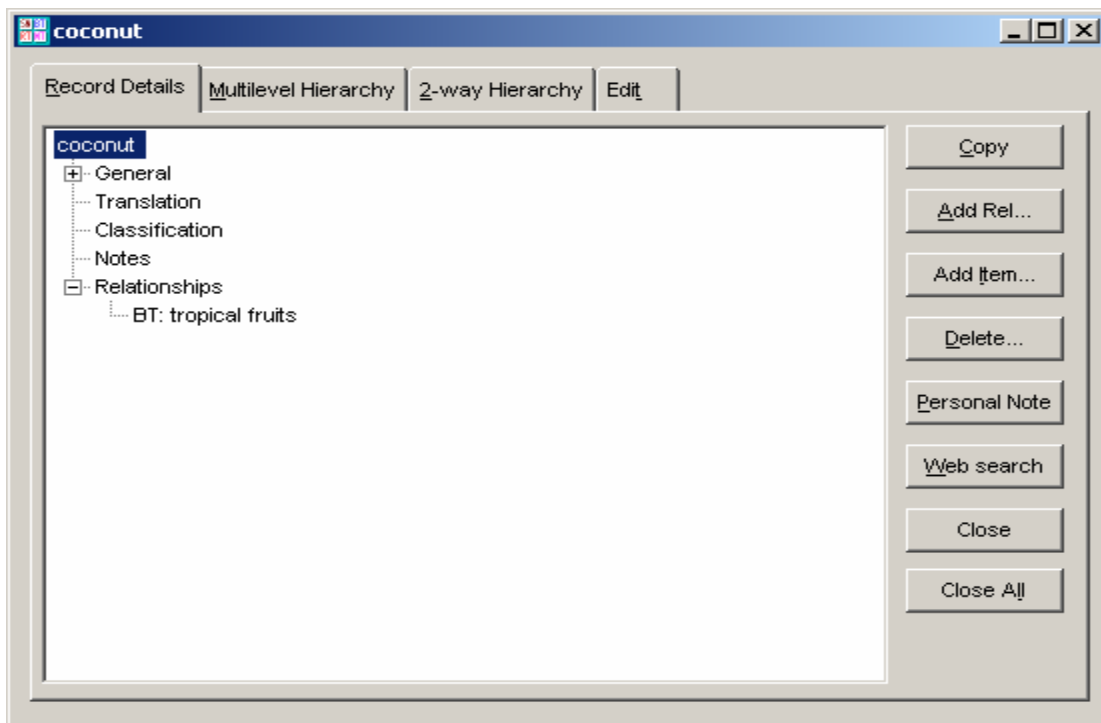 coconut
Record Details Multilevel Hierarchy 2-way Hierarchy Edit
coconut
General
Translation
Classification
Notes
Relationships
BT: tropical fruits
Copy
Add Rel...
Add Item...
Delete...
Personal Note
Web search
Close
Close All